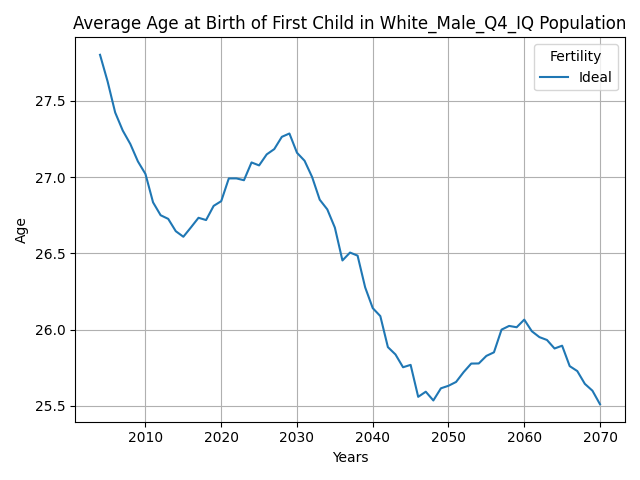 Average Age at Birth of First Child in White_Male_Q4_IQ Population
Fertility
Ideal
Age
27.5
27.0
26.5
26.0
25.5
2010 2020 2030 2040 2050 2060 2070
Years